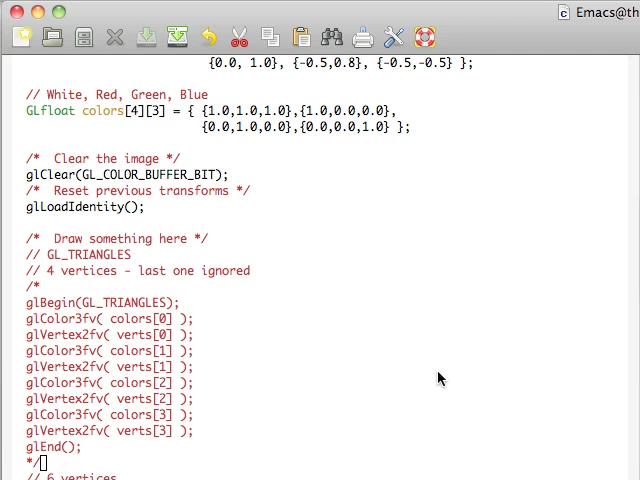 Emacs@th
{0.0, 1.0}, {-0.5,0.8}, {-0.5,-0.5} };
// White, Red, Green, Blue
GLfloat colors[4][3] = { {1.0,1.0,1.0},{1.0,0.0,0.0},
{0.0,1.0,0.0},{0.0,0.0,1.0} };
/*  Clear the image */
glClear(GL_COLOR_BUFFER_BIT);
/*  Reset previous transforms */
glLoadIdentity();
/*  Draw something here */
// GL_TRIANGLES
// 4 vertices - last one ignored
/*
glBegin(GL_TRIANGLES);
glColor3fv( colors[0] );
glVertex2fv( verts[0] );
glColor3fv( colors[1] );
glVertex2fv( verts[1] );
glColor3fv( colors[2] );
glVertex2fv( verts[2] );
glColor3fv( colors[3] );
glVertex2fv( verts[3] );
glEnd();
*/
// 6 vertices